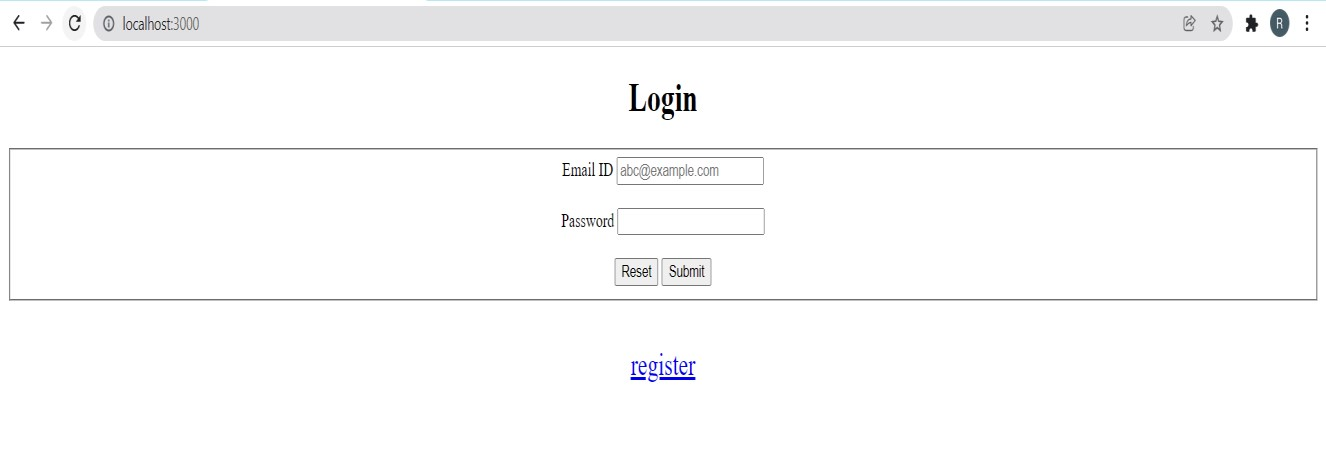 localhost:3000
R
Login
Email ID abc@example.com
Password
Reset Submit
register